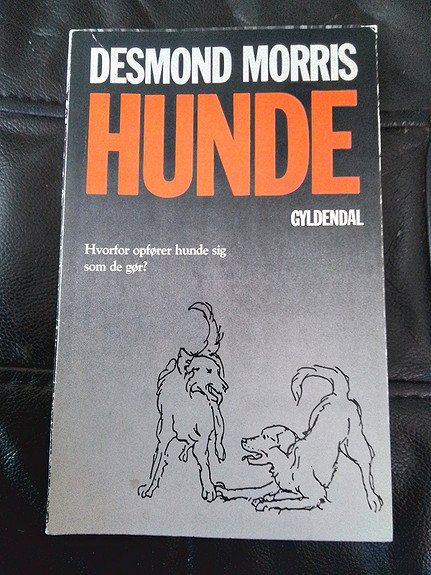 DESMOND MORRIS
HUNDE
GYLDENDAL
Hvorfor opfører hunde sig
som de gør?